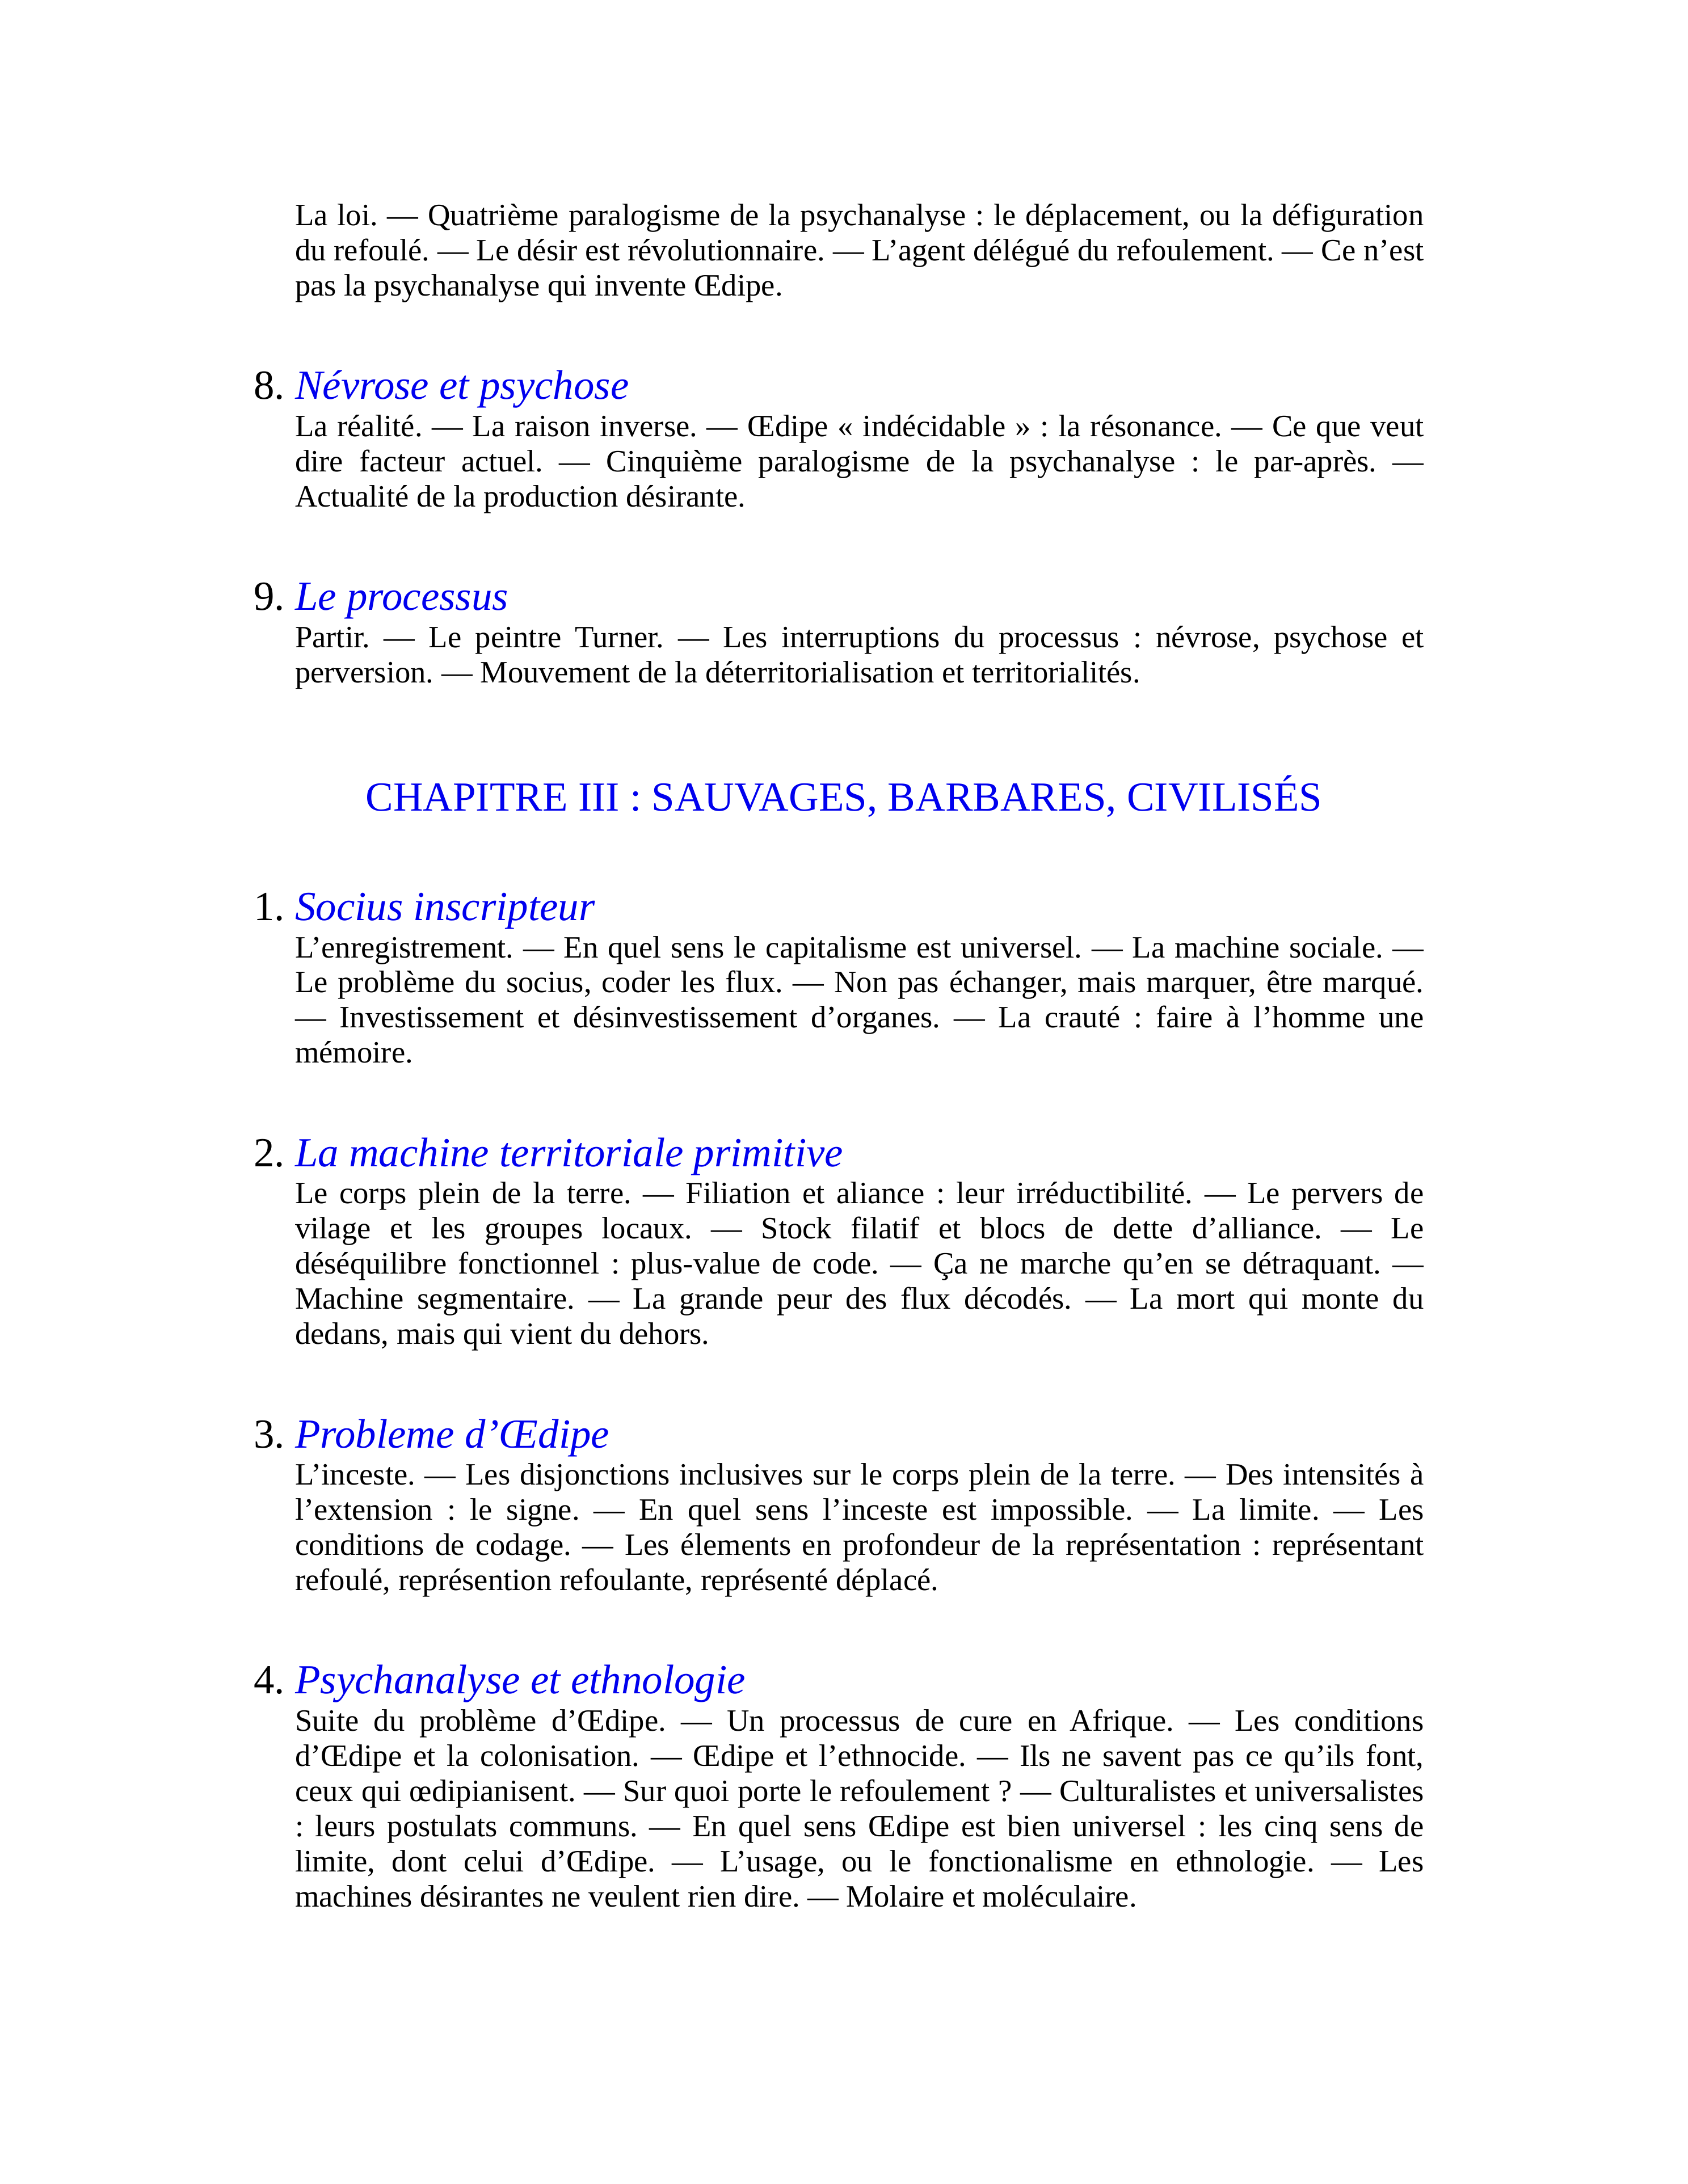 La loi. — Quatrième paralogisme de la psychanalyse : le déplacement, ou la défiguration
du refoulé. — Le désir est révolutionnaire. — L’agent délégué du refoulement. — Ce n’est
pas la psychanalyse qui invente Œdipe.
8. Névrose et psychose
La réalité. — La raison inverse. — Œdipe « indécidable » : la résonance. — Ce que veut
dire facteur actuel. — Cinquième paralogisme de la psychanalyse : le par-après. —
Actualité de la production désirante.
9. Le processus
Partir. — Le peintre Turner. — Les interruptions du processus : névrose, psychose et
perversion. — Mouvement de la déterritorialisation et territorialités.
CHAPITRE III : SAUVAGES, BARBARES, CIVILISÉS
1. Socius inscripteur
L’enregistrement. — En quel sens le capitalisme est universel. — La machine sociale. —
Le problème du socius, coder les flux. — Non pas échanger, mais marquer, être marqué.
— Investissement et désinvestissement d’organes. — La crauté : faire à l’homme une
mémoire.
2. La machine territoriale primitive
Le corps plein de la terre. — Filiation et aliance : leur irréductibilité. — Le pervers de
vilage et les groupes locaux. — Stock filatif et blocs de dette d’alliance. — Le
déséquilibre fonctionnel : plus-value de code. — Ça ne marche qu’en se détraquant. —
Machine segmentaire. — La grande peur des flux décodés. — La mort qui monte du
dedans, mais qui vient du dehors.
3. Probleme d’Œdipe
L’inceste. — Les disjonctions inclusives sur le corps plein de la terre. — Des intensités à
l’extension : le signe. — En quel sens l’inceste est impossible. — La limite. — Les
conditions de codage. — Les élements en profondeur de la représentation : représentant
refoulé, représention refoulante, représenté déplacé.
4. Psychanalyse et ethnologie
Suite du problème d’Œdipe. — Un processus de cure en Afrique. — Les conditions
d’Œdipe et la colonisation. — Œdipe et l’ethnocide. — Ils ne savent pas ce qu’ils font,
ceux qui œdipianisent. — Sur quoi porte le refoulement ? — Culturalistes et universalistes
: leurs postulats communs. — En quel sens Œdipe est bien universel : les cinq sens de
limite, dont celui d’Œdipe. — L’usage, ou le fonctionalisme en ethnologie. — Les
machines désirantes ne veulent rien dire. — Molaire et moléculaire.